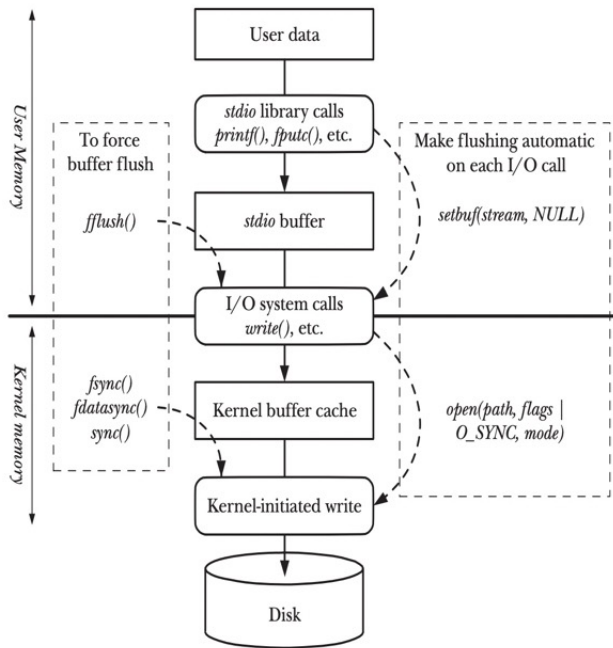 User data
User Memory
stdio library calls
printf(), fputc(), etc.
To force
buffer flush
Make flushing automatic
on each I/O call
fflush()
stdio buffer
setbuf(stream, NULL)
I/O system calls
write(), etc.
Kernel memory
fsync()
fdatasync()
sync()
Kernel buffer cache
open(path, flags |
O_SYNC, mode)
Kernel-initiated write
Disk